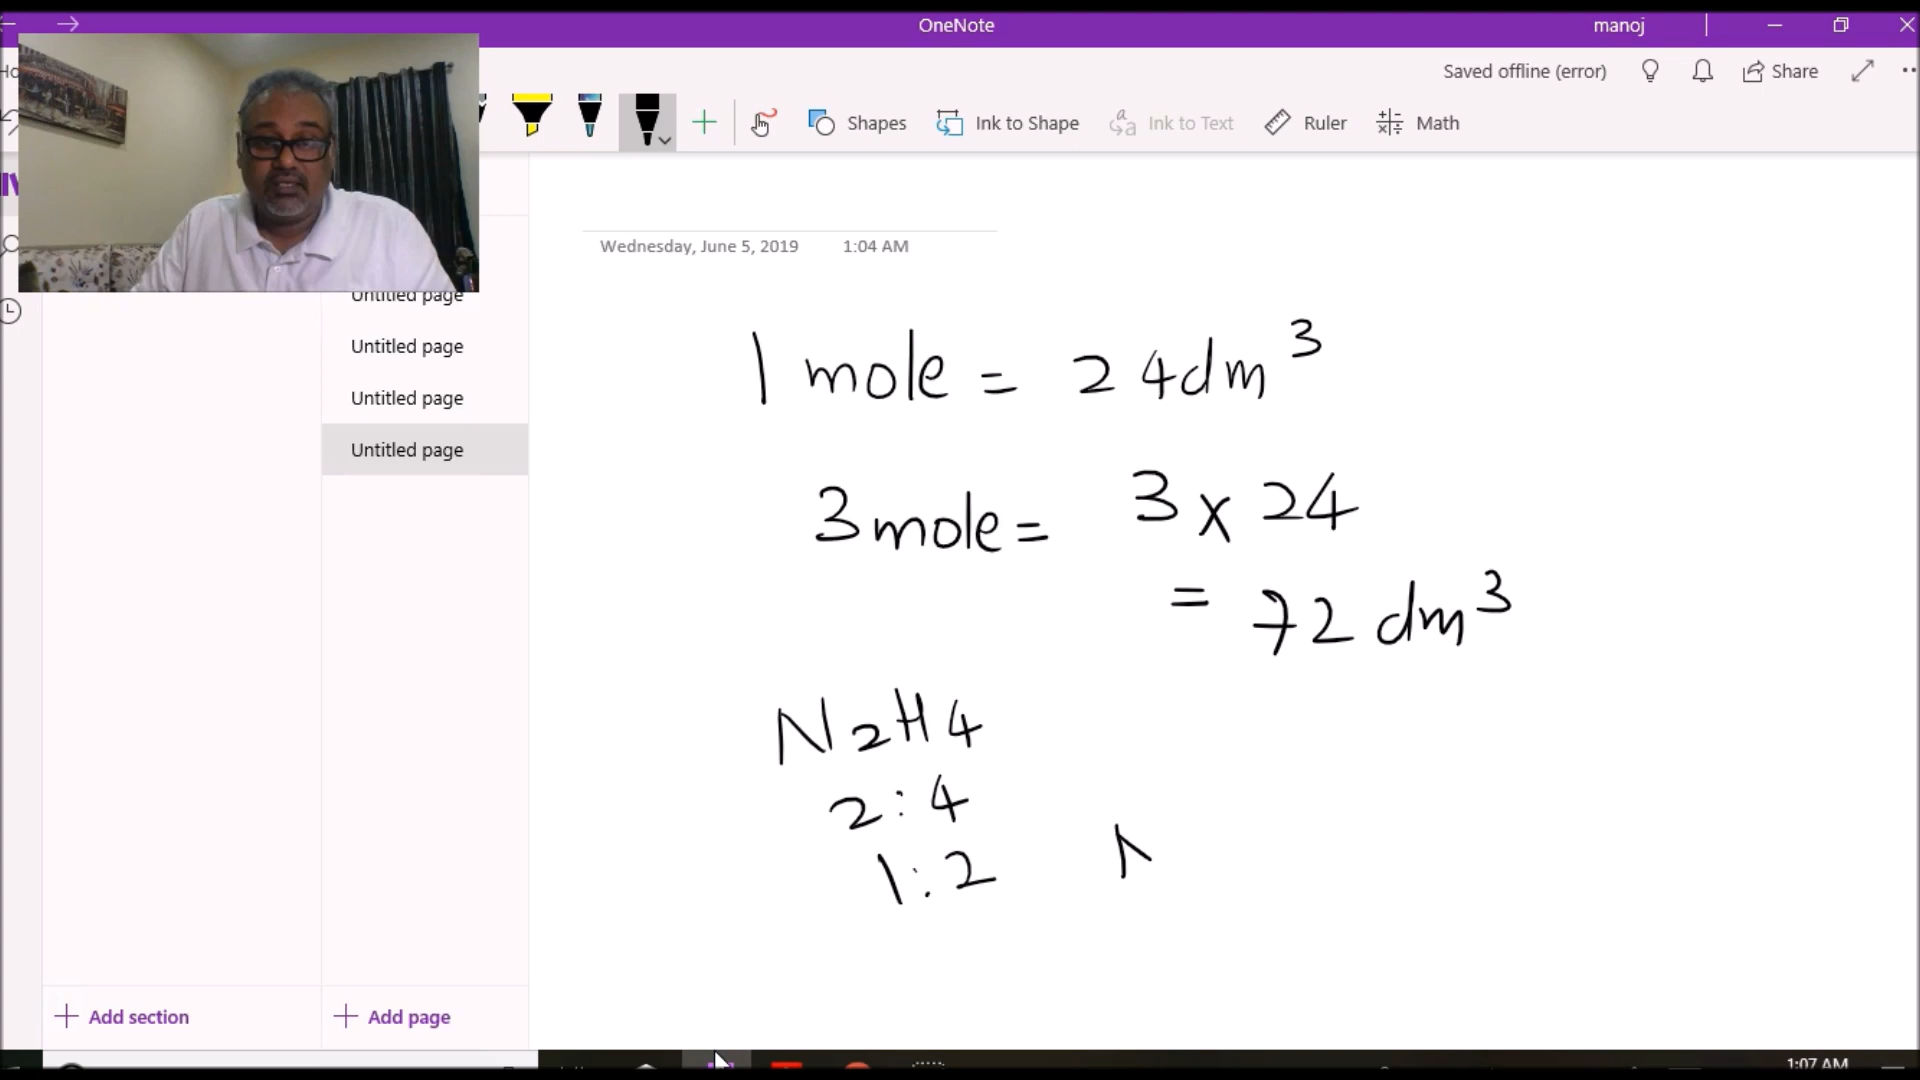 OneNote
manoj
Saved offline (error)
Share
Shapes
Ink to Shape
Ink to Text
Ruler
Math
Untitled page
Untitled page
Untitled page
Untitled page
Wednesday, June 5, 2019 1:04 AM
1 mole = 24dm³
3 mole = 3 x 24
= 72 dm³
N2H4
2:4
1:2 N
Add section
Add page
1:07 AM